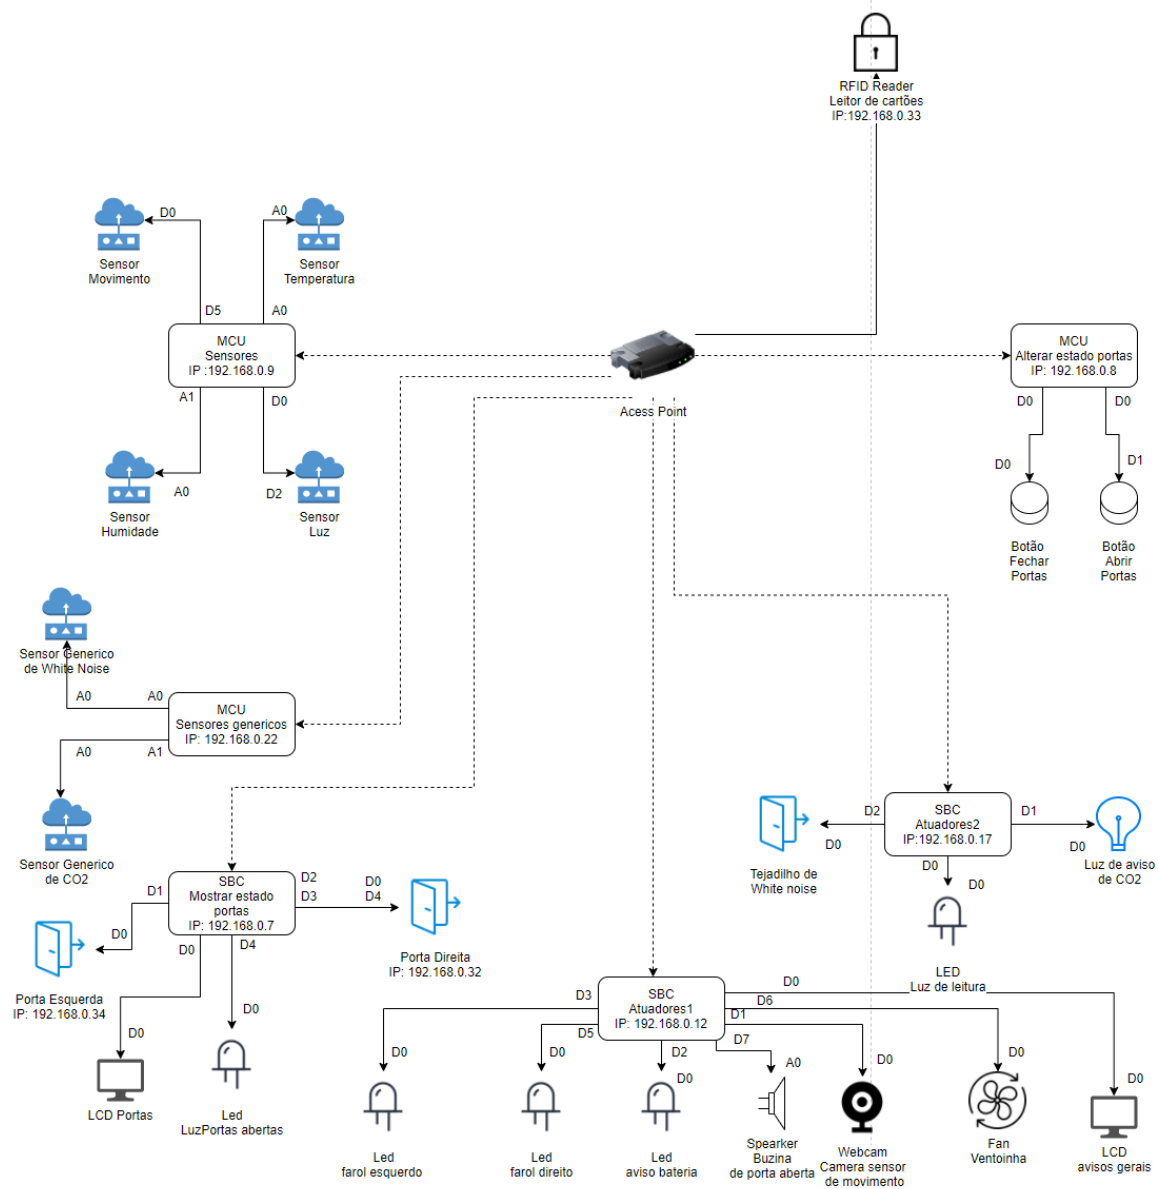 RFID Reader
Leitor de cartões
IP:192.168.0.33
D0
A0
Sensor
Movimento
Sensor
Temperatura
D5
A0
MCU
Sensores
IP :192.168.0.9
A1
D0
A0
D2
Sensor
Humidade
Sensor
Luz
Acess Point
MCU
Alterar estado portas
IP: 192.168.0.8
D0
D0
D0
D1
Botão
Fechar
Portas
Botão
Abrir
Portas
Sensor Generico
de White Noise
A0
A0
MCU
Sensores genericos
IP: 192.168.0.22
A0
A1
Sensor Generico
de CO2
SBC
Mostrar estado
portas
IP: 192.168.0.7
D1
D2
D3
D0
D4
D0
D0
D4
Porta Direita
IP: 192.168.0.32
Porta Esquerda
IP: 192.168.0.34
D0
D0
LCD Portas
Led
LuzPortas abertas
SBC
Atuadores2
IP:192.168.0.17
D2
D0
D1
D0
D0
D0
Tejadilho de
White noise
Luz de aviso
de CO2
LED
Luz de leitura
SBC
Atuadores1
IP: 192.168.0.12
D3
D5
D2
D7
D1
D6
D0
D0
D0
D0
A0
D0
D0
D0
Led
farol esquerdo
Led
farol direito
Led
aviso bateria
Spearker
Buzina
de porta aberta
Webcam
Camera sensor
de movimento
Fan
Ventoinha
LCD
avisos gerais